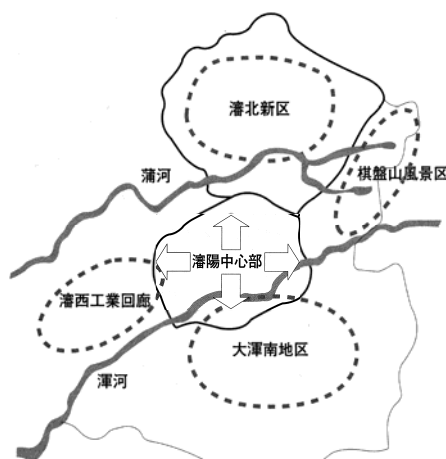 瀋北新区
棋盤山風景区
蒲河
瀋陽中心部
瀋西工業回廊
大渾南地区
渾河